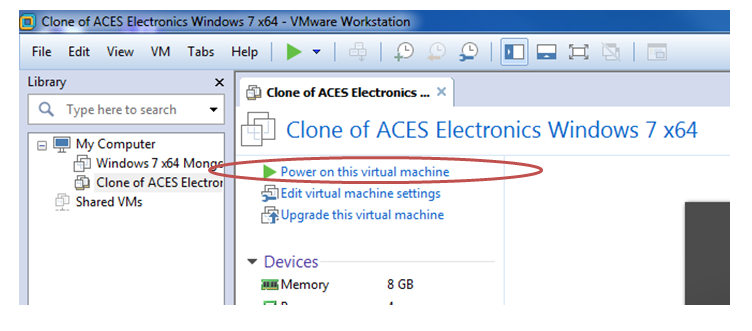 Clone of ACES Electronics Windows 7 x64 - VMware Workstation
File Edit View VM Tabs Help
Library
Type here to search
My Computer
Windows 7 x64 Mong
Clone of ACES Electror
Shared VMs
Clone of ACES Electronics ...
Clone of ACES Electronics Windows 7 x64
Power on this virtual machine
Edit virtual machine settings
Upgrade this virtual machine
Devices
Memory 8 GB